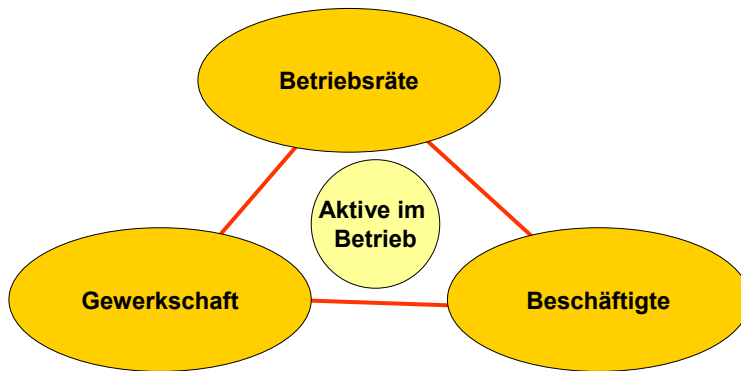 Betriebsräte
Aktive im
Betrieb
Gewerkschaft
Beschäftigte